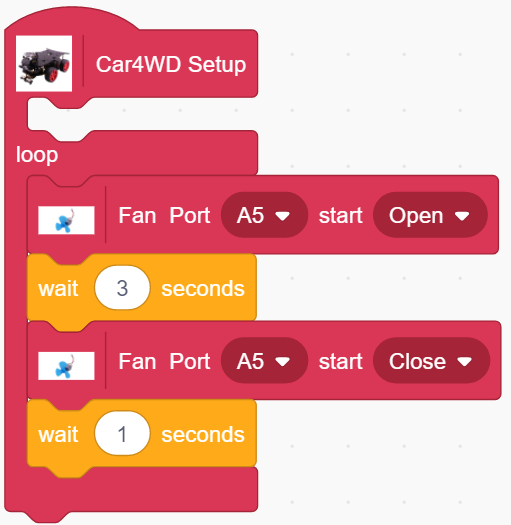 Car4WD Setup
loop
Fan Port A5 start Open
wait 3 seconds
Fan Port A5 start Close
wait 1 seconds